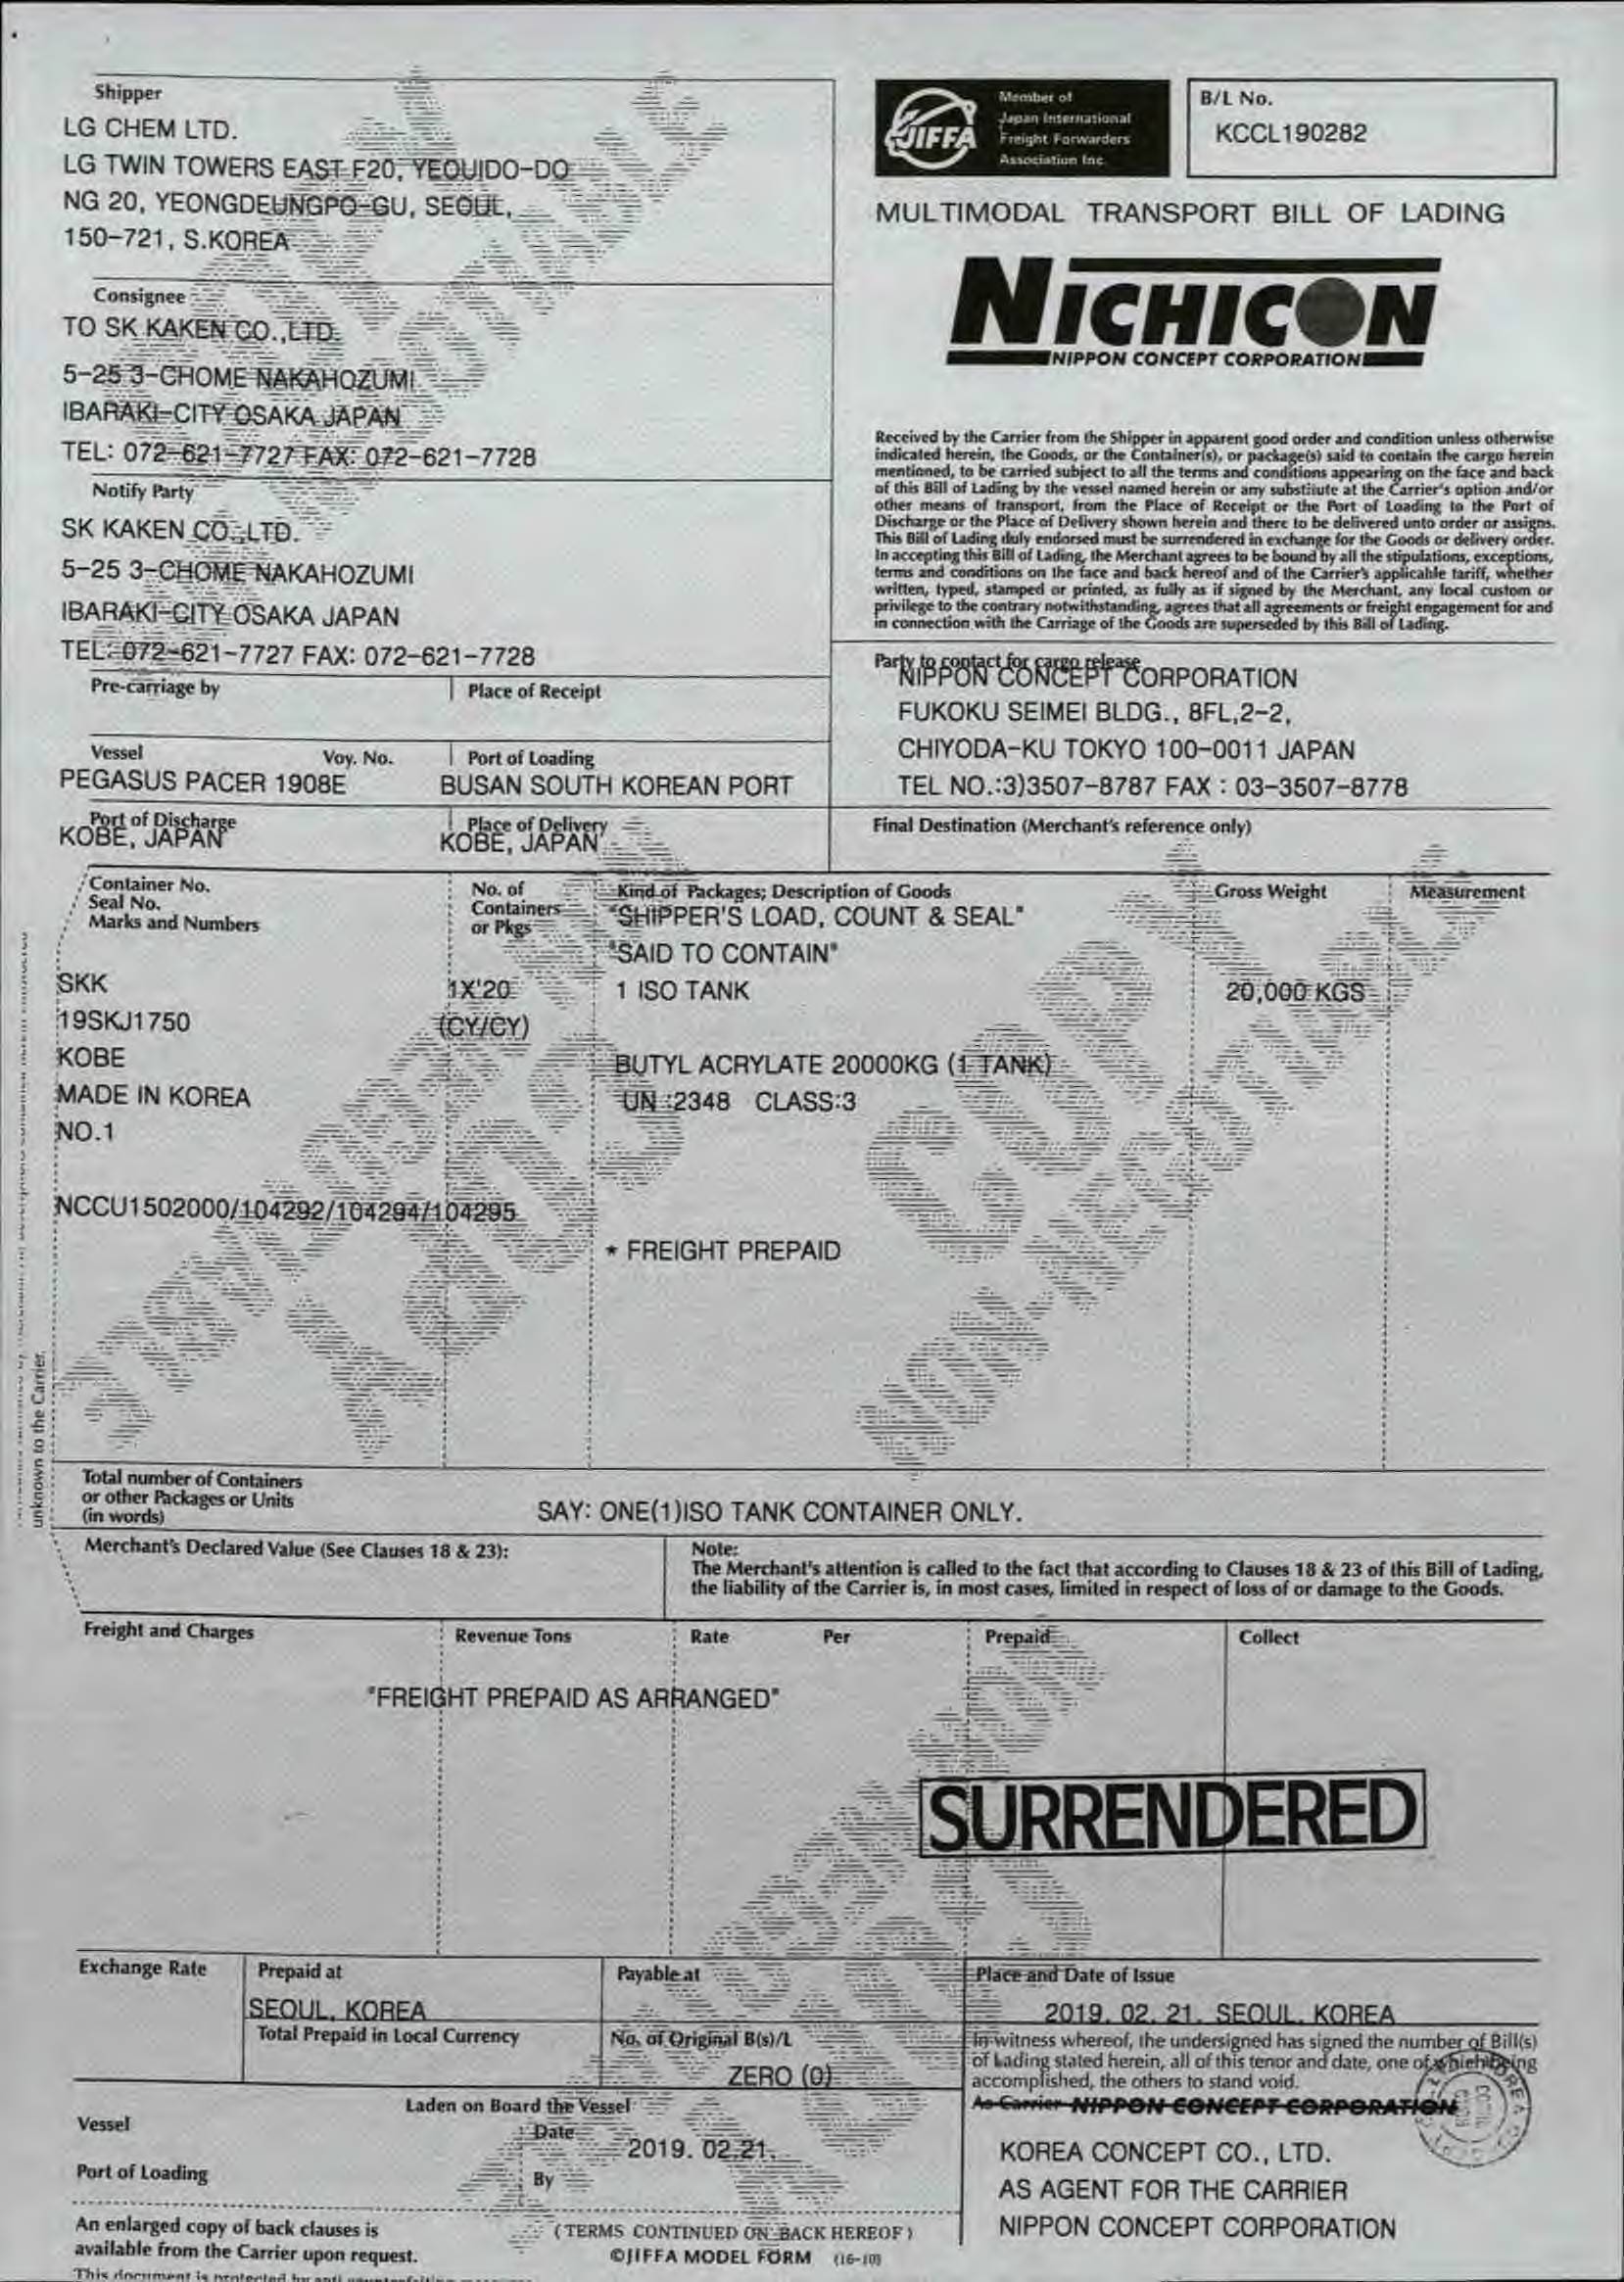 Shipper
LG CHEM LTD.
LG TWIN TOWERS EAST F20, YEOUIDO-DO
NG 20, YEONGDEUNGPO-GU, SEOUL,
150-721, S.KOREA
JIFFA
Member of
Japan International
Freight Forwarders
Association Inc.
B/L No.
KCCL190282
MULTIMODAL TRANSPORT BILL OF LADING
NICHICON
NIPPON CONCEPT CORPORATION
Consignee
TO SK KAKEN CO.,LTD.
5-25 3-CHOME NAKAHOZUMI
IBARAKI-CITY OSAKA JAPAN
TEL: 072-621-7727 FAX: 072-621-7728
Notify Party
SK KAKEN CO.,LTD.
5-25 3-CHOME NAKAHOZUMI
IBARAKI-CITY OSAKA JAPAN
TEL: 072-621-7727 FAX: 072-621-7728
Received by the Carrier from the Shipper in apparent good order and condition unless otherwise
indicated herein, the Goods, or the Container(s), or package(s) said to contain the cargo herein
mentioned, to be carried subject to all the terms and conditions appearing on the face and back
of this Bill of Lading by the vessel named herein or any substitute at the Carrier's option and/or
other means of transport, from the Place of Receipt or the Port of Loading to the Port of
Discharge or the Place of Delivery shown herein and there to be delivered unto order or assigns.
This Bill of Lading duly endorsed must be surrendered in exchange for the Goods or delivery order.
In accepting this Bill of Lading, the Merchant agrees to be bound by all the stipulations, exceptions,
terms and conditions on the face and back hereof and of the Carrier's applicable tariff, whether
written, typed, stamped or printed, as fully as if signed by the Merchant, any local custom or
privilege to the contrary notwithstanding, agrees that all agreements or freight engagement for and
in connection with the Carriage of the Goods are superseded by this Bill of Lading.
Party to contact for cargo release
NIPPON CONCEPT CORPORATION
FUKOKU SEIMEI BLDG., 8FL,2-2,
CHIYODA-KU TOKYO 100-0011 JAPAN
TEL NO.:3)3507-8787 FAX : 03-3507-8778
Pre-carriage by
Place of Receipt
Vessel Voy. No.
Port of Loading
PEGASUS PACER 1908E
BUSAN SOUTH KOREAN PORT
Port of Discharge
KOBE, JAPAN
Place of Delivery
KOBE, JAPAN
Final Destination (Merchant's reference only)
Container No.
Seal No.
Marks and Numbers
No. of
Containers
or Pkgs
Kind of Packages; Description of Goods
Gross Weight
Measurement
"SHIPPER'S LOAD, COUNT & SEAL"
"SAID TO CONTAIN"
SKK
1X'20
1 ISO TANK
20,000 KGS
19SKJ1750
(CY/CY)
KOBE
BUTYL ACRYLATE 20000KG (1 TANK)
MADE IN KOREA
UN :2348 CLASS:3
NO.1
NCCU1502000/104292/104294/104295
* FREIGHT PREPAID
unknown to the Carrier.
Total number of Containers
or other Packages or Units
(in words)
SAY: ONE(1)ISO TANK CONTAINER ONLY.
Merchant's Declared Value (See Clauses 18 & 23):
Note:
The Merchant's attention is called to the fact that according to Clauses 18 & 23 of this Bill of Lading,
the liability of the Carrier is, in most cases, limited in respect of loss of or damage to the Goods.
Freight and Charges
Revenue Tons
Rate
Per
Prepaid
Collect
"FREIGHT PREPAID AS ARRANGED"
SURRENDERED
Exchange Rate
Prepaid at
SEOUL, KOREA
Payable at
Place and Date of Issue
2019. 02. 21. SEOUL, KOREA
Total Prepaid in Local Currency
No. of Original B(s)/L
ZERO (0)
In witness whereof, the undersigned has signed the number of Bill(s)
of Lading stated herein, all of this tenor and date, one of which being
accomplished, the others to stand void.
As Carrier NIPPON CONCEPT CORPORATION
KOREA CONCEPT CO., LTD.
AS AGENT FOR THE CARRIER
NIPPON CONCEPT CORPORATION
Laden on Board the Vessel
Vessel
Date
2019. 02.21.
Port of Loading
By
An enlarged copy of back clauses is
available from the Carrier upon request.
(TERMS CONTINUED ON BACK HEREOF)
©JIFFA MODEL FORM (16-10)